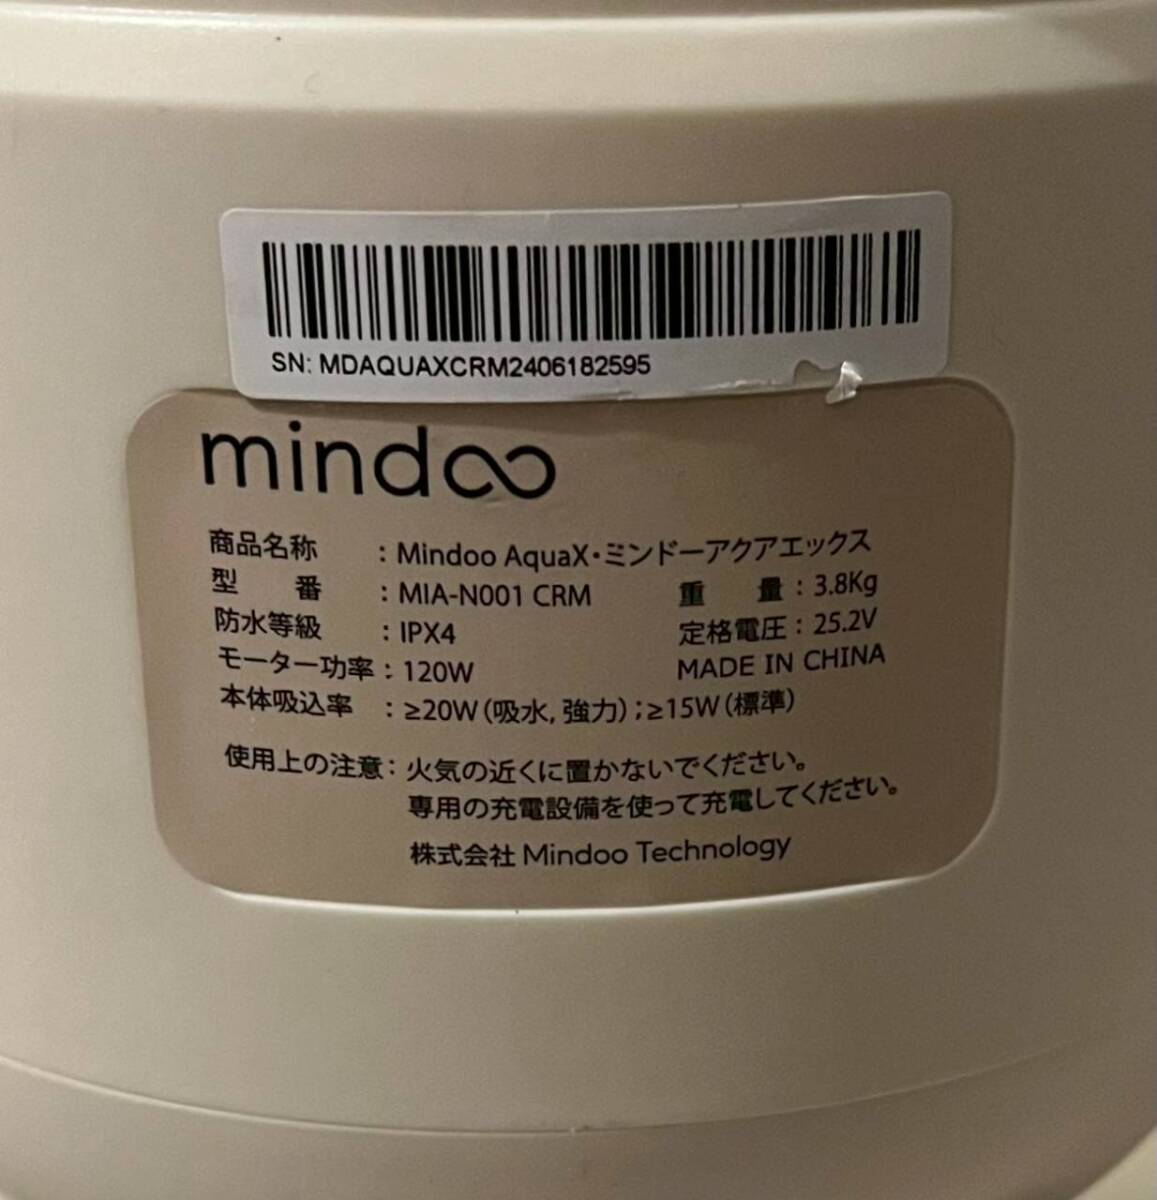 SN: MDAQUAXCRM2406182595
mindoo
商品名称 : Mindoo AquaX・ミンドーアクアエックス
型 番 : MIA-N001 CRM 重 量 : 3.8Kg
防水等級 : IPX4 定格電圧 : 25.2V
モーター功率 : 120W MADE IN CHINA
本体吸込率 : ≥20W (吸水, 強力) ; ≥15W (標準)
使用上の注意 : 火気の近くに置かないでください。
専用の充電設備を使って充電してください。
株式会社 Mindoo Technology